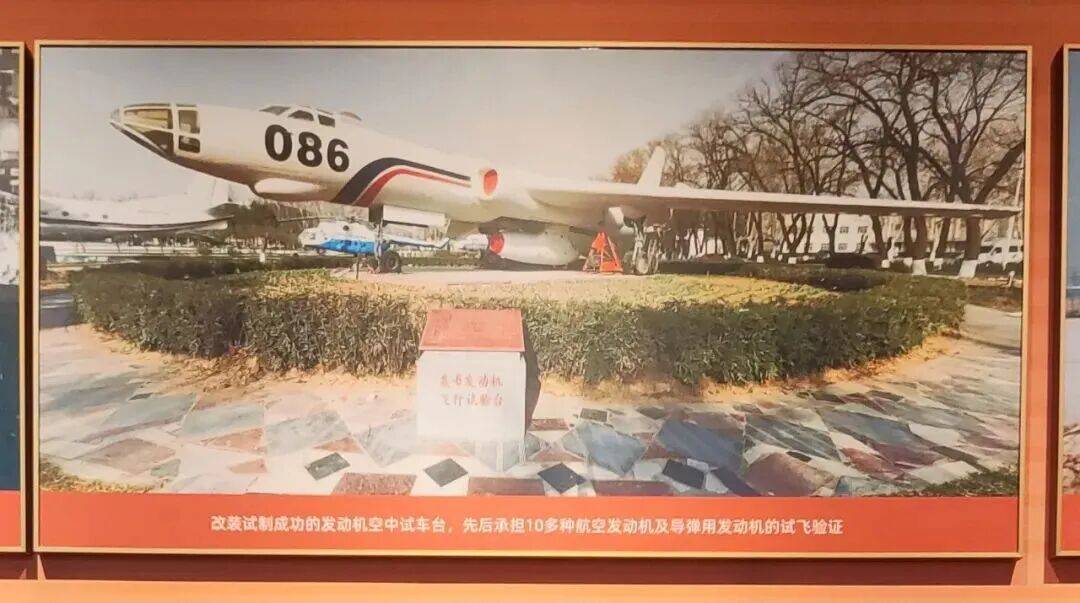 086
轰-6发动机
飞行试验台
改装试制成功的发动机空中试车台，先后承担10多种航空发动机及导弹用发动机的试飞验证